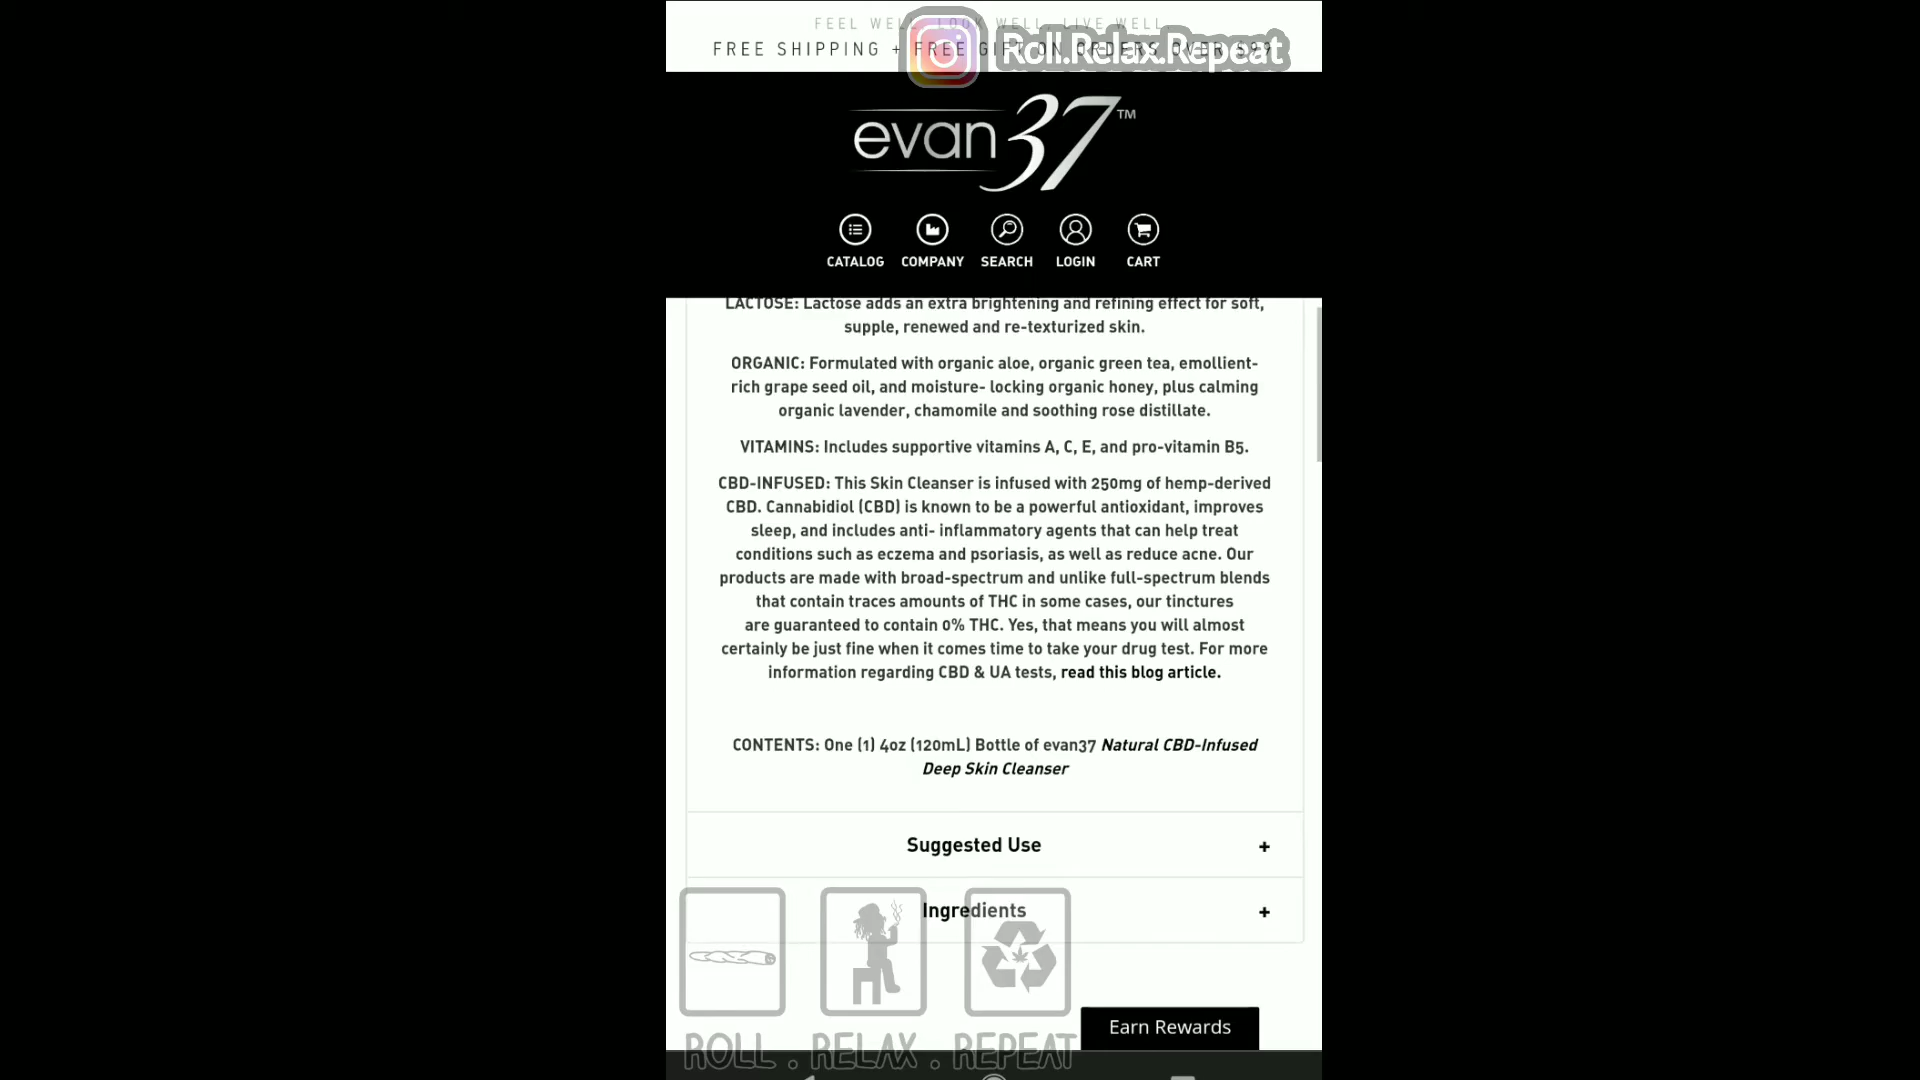 FEEL WELL. LOOK WELL. LIVE WELL.
FREE SHIPPING + FREE GIFT ON ORDERS OVER $99
Roll.Relax.Repeat
evan37™
CATALOG COMPANY SEARCH LOGIN CART
LACTOSE: Lactose adds an extra brightening and refining effect for soft,
supple, renewed and re-texturized skin.
ORGANIC: Formulated with organic aloe, organic green tea, emollient-
rich grape seed oil, and moisture- locking organic honey, plus calming
organic lavender, chamomile and soothing rose distillate.
VITAMINS: Includes supportive vitamins A, C, E, and pro-vitamin B5.
CBD-INFUSED: This Skin Cleanser is infused with 250mg of hemp-derived
CBD. Cannabidiol (CBD) is known to be a powerful antioxidant, improves
sleep, and includes anti- inflammatory agents that can help treat
conditions such as eczema and psoriasis, as well as reduce acne. Our
products are made with broad-spectrum and unlike full-spectrum blends
that contain traces amounts of THC in some cases, our tinctures
are guaranteed to contain 0% THC. Yes, that means you will almost
certainly be just fine when it comes time to take your drug test. For more
information regarding CBD & UA tests, read this blog article.
CONTENTS: One (1) 4oz (120mL) Bottle of evan37 Natural CBD-Infused
Deep Skin Cleanser
Suggested Use +
Ingredients +
Earn Rewards
ROLL . RELAX . REPEAT